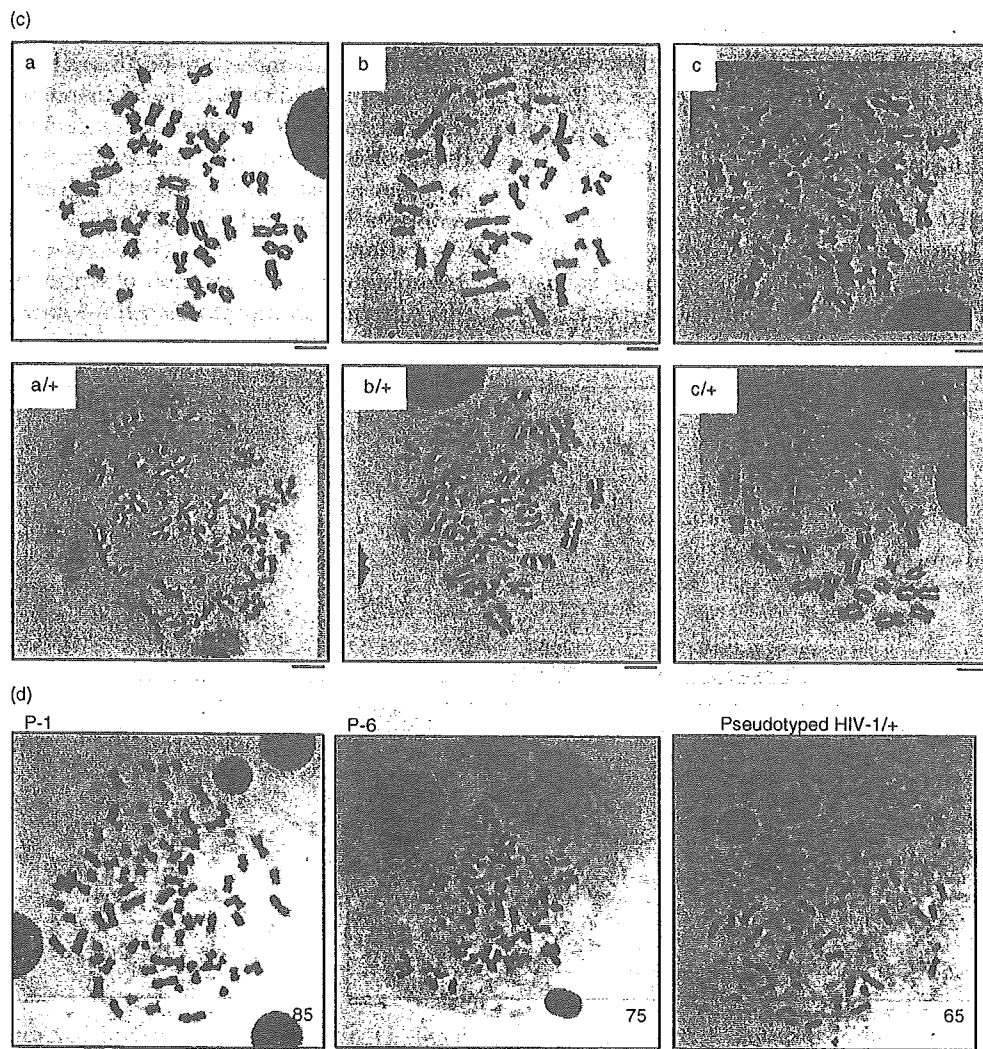 (c)
a
b
c
a/+
b/+
c/+
(d)
P-1
P-6
Pseudotyped HIV-1/+
85
75
65